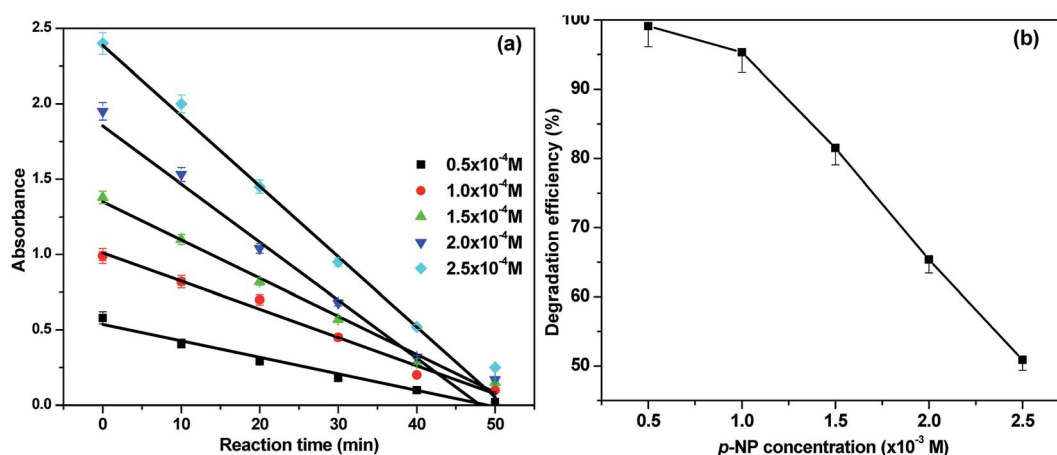 2.5
(a)
2.0
1.5
1.0
0.5
0.0
Absorbance
0.5x10⁻⁴M
1.0x10⁻⁴M
1.5x10⁻⁴M
2.0x10⁻⁴M
2.5x10⁻⁴M
0 10 20 30 40 50
Reaction time (min)
100
(b)
90
80
70
60
50
Degradation efficiency (%)
0.5 1.0 1.5 2.0 2.5
p-NP concentration (x10⁻³ M)